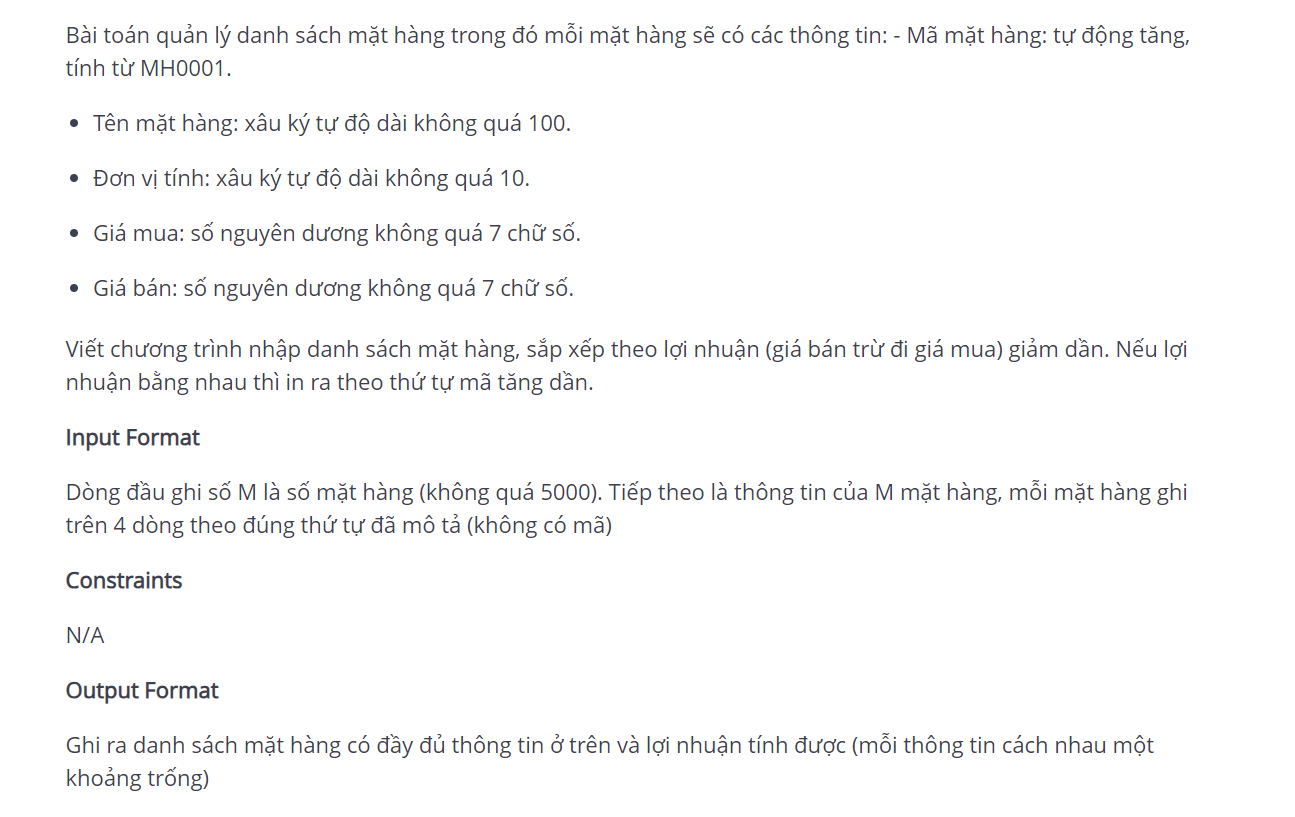 Bài toán quản lý danh sách mặt hàng trong đó mỗi mặt hàng sẽ có các thông tin: - Mã mặt hàng: tự động tăng,
tính từ MH0001.
• Tên mặt hàng: xâu ký tự độ dài không quá 100.
• Đơn vị tính: xâu ký tự độ dài không quá 10.
• Giá mua: số nguyên dương không quá 7 chữ số.
• Giá bán: số nguyên dương không quá 7 chữ số.
Viết chương trình nhập danh sách mặt hàng, sắp xếp theo lợi nhuận (giá bán trừ đi giá mua) giảm dần. Nếu lợi
nhuận bằng nhau thì in ra theo thứ tự mã tăng dần.
Input Format
Dòng đầu ghi số M là số mặt hàng (không quá 5000). Tiếp theo là thông tin của M mặt hàng, mỗi mặt hàng ghi
trên 4 dòng theo đúng thứ tự đã mô tả (không có mã)
Constraints
N/A
Output Format
Ghi ra danh sách mặt hàng có đầy đủ thông tin ở trên và lợi nhuận tính được (mỗi thông tin cách nhau một
khoảng trống)